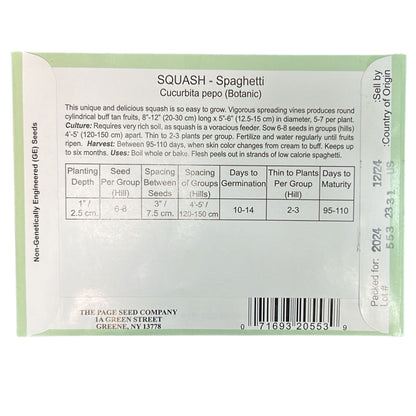 SQUASH - Spaghetti
Cucurbita pepo (Botanic)
This unique and delicious squash is so easy to grow. Vigorous spreading vines produces round
cylindrical buff tan fruits, 8"-12" (20-30 cm) long x 5"-6" (12.5-15 cm) in diameter, 5-7 per plant.
Culture: Requires very rich soil, as squash is a voracious feeder. Sow 6-8 seeds in groups (hills)
4'-5' (120-150 cm) apart. Thin to 2-3 plants per group. Fertilize and water regularly until fruits
ripen. Harvest: Between 95-110 days, when skin color changes from cream to buff. Keeps up
to six months. Uses: Boil whole or bake. Flesh peels out in strands of low calorie spaghetti.
Planting Depth Seed Per Group (Hill) Spacing Between Seeds Spacing of Groups (Hills) Days to Germination Thin to Plants Per Group (Hill) Days to Maturity
1"/ 2.5 cm. 6-8 3"/ 7.5 cm. 4'-5'/ 120-150 cm 10-14 2-3 95-110
THE PAGE SEED COMPANY
1A GREEN STREET
GREENE, NY 13778
0 71693 20553 9
Non-Genetically Engineered (GE) Seeds
Packed for: 2024 12/24 :Sell by
Lot # 553 2331 US :Country of Origin